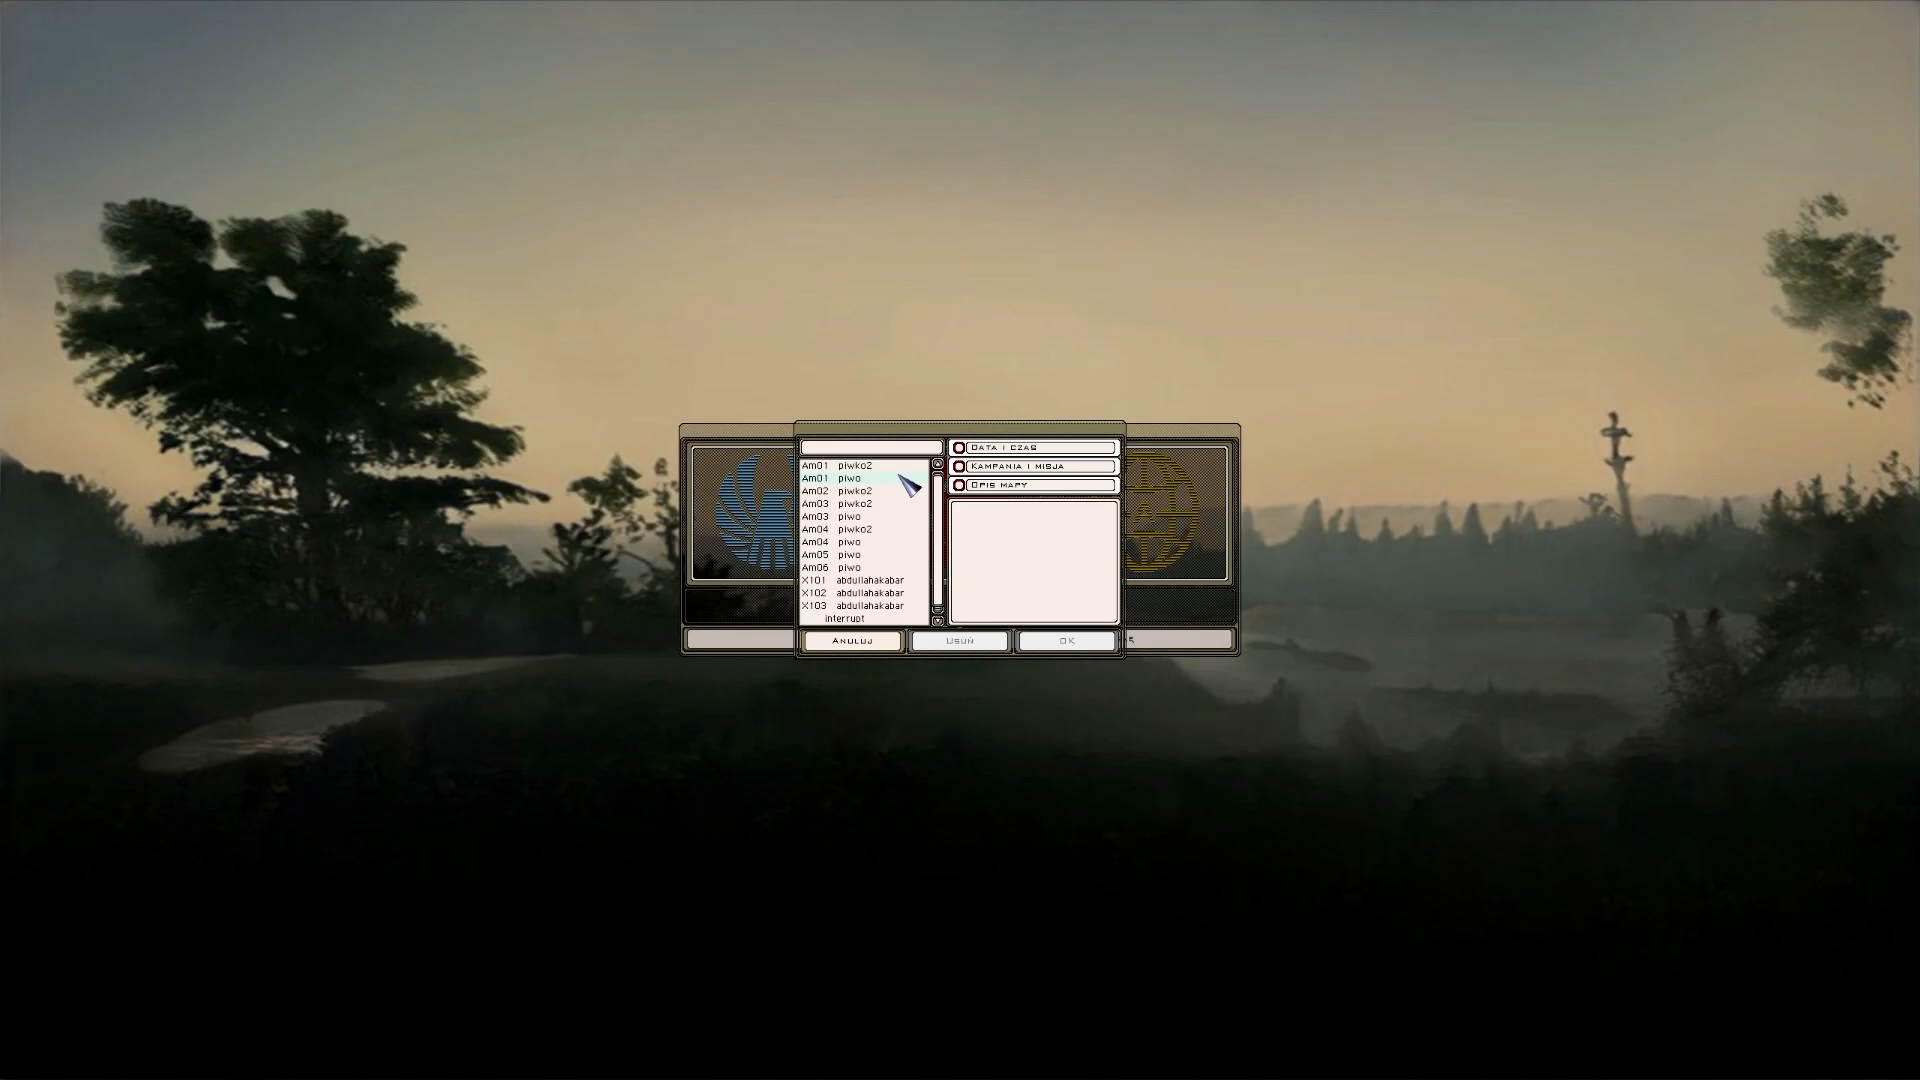 Am01 piwko2
Am01 piwo
Am02 piwko2
Am03 piwko2
Am03 piwo
Am04 piwko2
Am04 piwo
Am05 piwo
Am06 piwo
X101 abdullahakabar
X102 abdullahakabar
X103 abdullahakabar
interrupt
Data i czas
Kampania i misja
Opis mapy
Anuluj
Usuń
OK